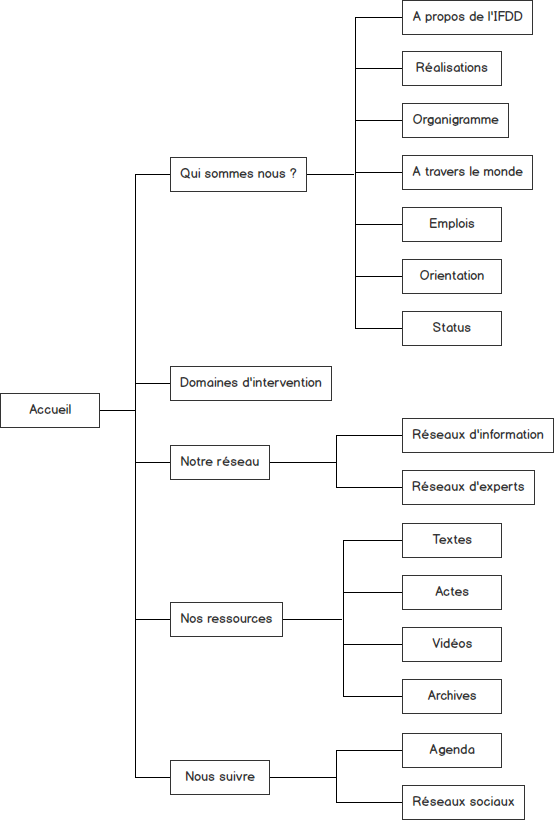 Accueil
Qui sommes nous ?
A propos de l'IFDD
Réalisations
Organigramme
A travers le monde
Emplois
Orientation
Status
Domaines d'intervention
Notre réseau
Réseaux d'information
Réseaux d'experts
Nos ressources
Textes
Actes
Vidéos
Archives
Nous suivre
Agenda
Réseaux sociaux